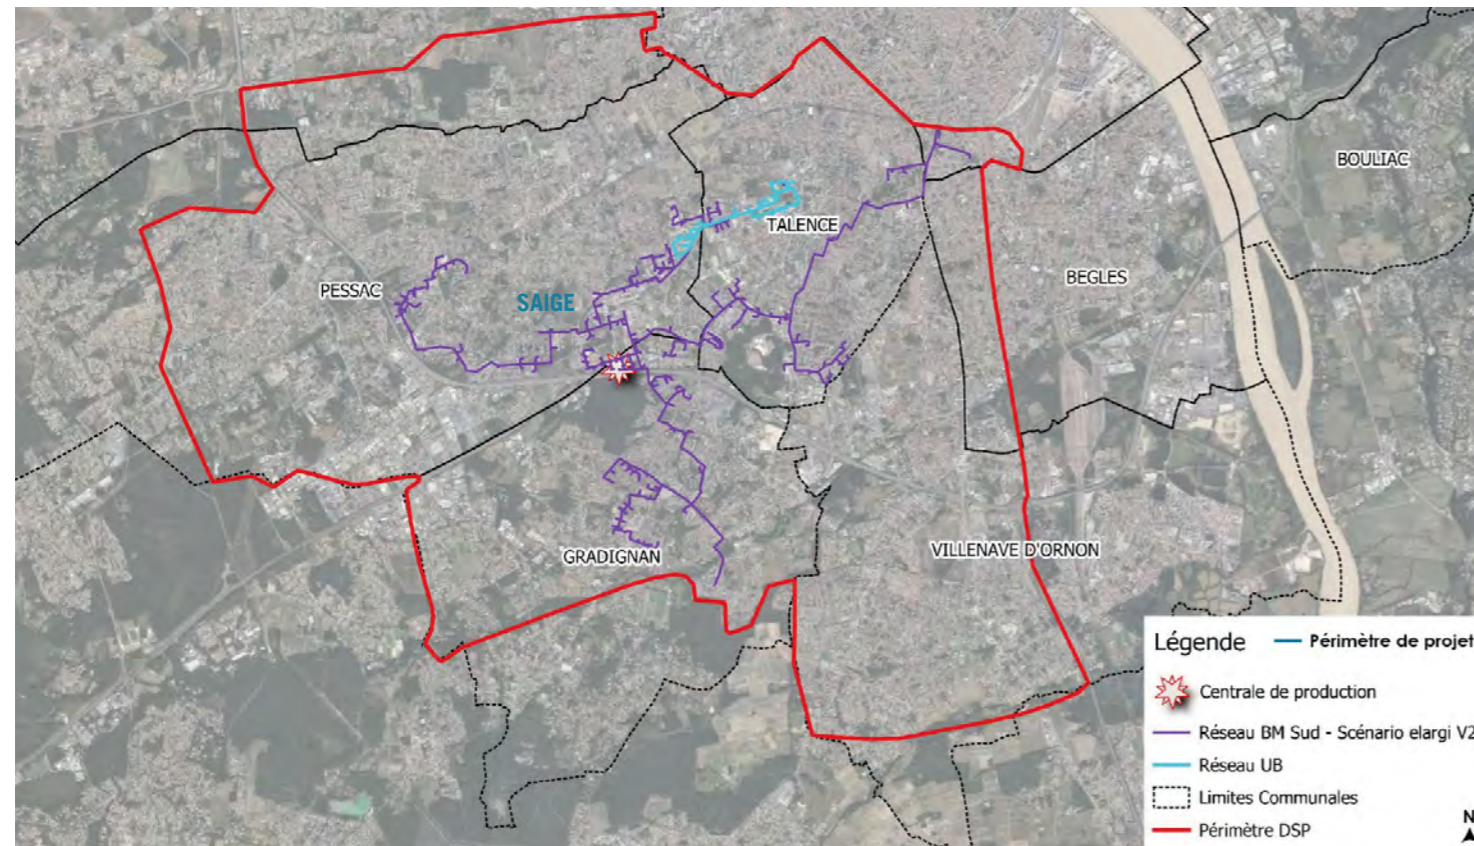 BOULIAC
TALENCE
BEGLES
PESSAC
SAIGE
VILLENAVE D'ORNON
GRADIGNAN
Légende
Périmètre de projet
Centrale de production
Réseau BM Sud - Scénario elargi V2
Réseau UB
Limites Communales
Périmètre DSP
N